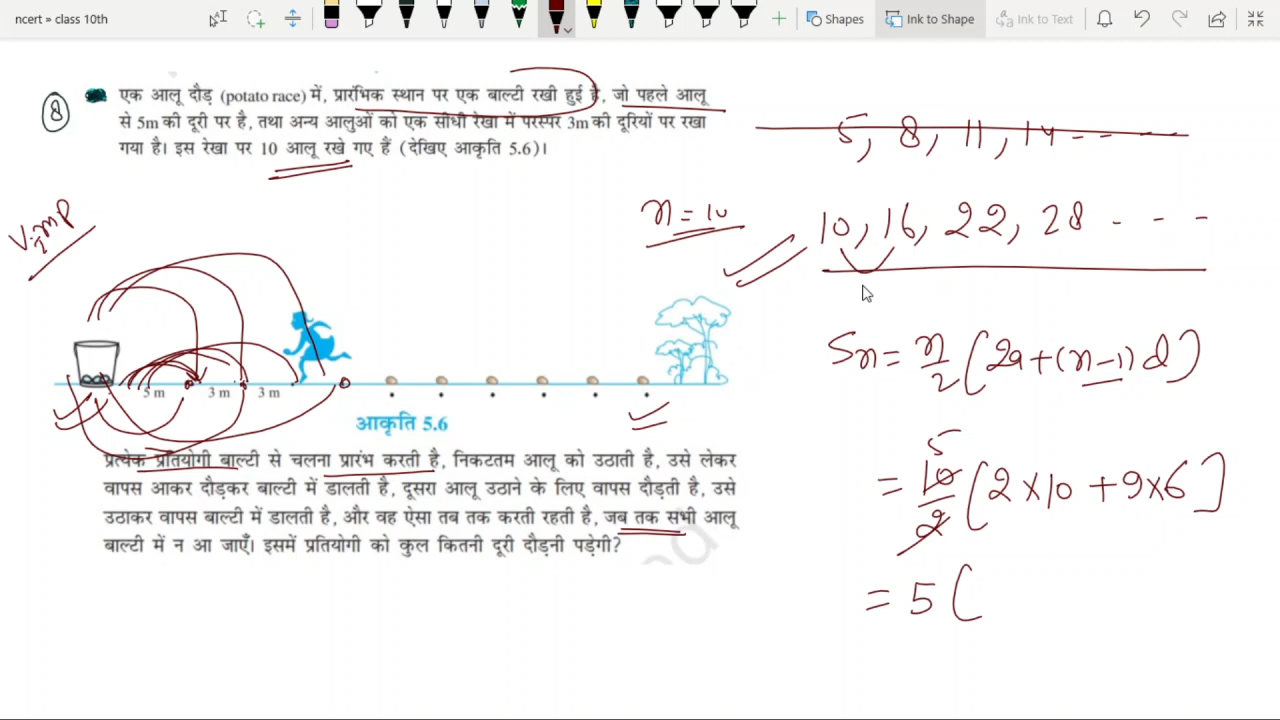 ncert » class 10th
Shapes
Ink to Shape
Ink to Text
8
एक आलू दौड़ (potato race) में, प्रारंभिक स्थान पर एक बाल्टी रखी हुई है, जो पहले आलू
से 5m की दूरी पर है, तथा अन्य आलुओं को एक सीधी रेखा में परस्पर 3m की दूरियों पर रखा
गया है। इस रेखा पर 10 आलू रखे गए हैं (देखिए आकृति 5.6)।
5, 8, 11, 14 - - - -
V. Imp
n = 10
10, 16, 22, 28 - - -
Sn = n/2 (2a + (n-1) d)
5 m
3 m
3 m
आकृति 5.6
5
= 10/2 (2 x 10 + 9 x 6]
= 5 (
प्रत्येक प्रतियोगी बाल्टी से चलना प्रारंभ करती है, निकटतम आलू को उठाती है, उसे लेकर
वापस आकर दौड़कर बाल्टी में डालती है, दूसरा आलू उठाने के लिए वापस दौड़ती है, उसे
उठाकर वापस बाल्टी में डालती है, और वह ऐसा तब तक करती रहती है, जब तक सभी आलू
बाल्टी में न आ जाएँ। इसमें प्रतियोगी को कुल कितनी दूरी दौड़नी पड़ेगी?